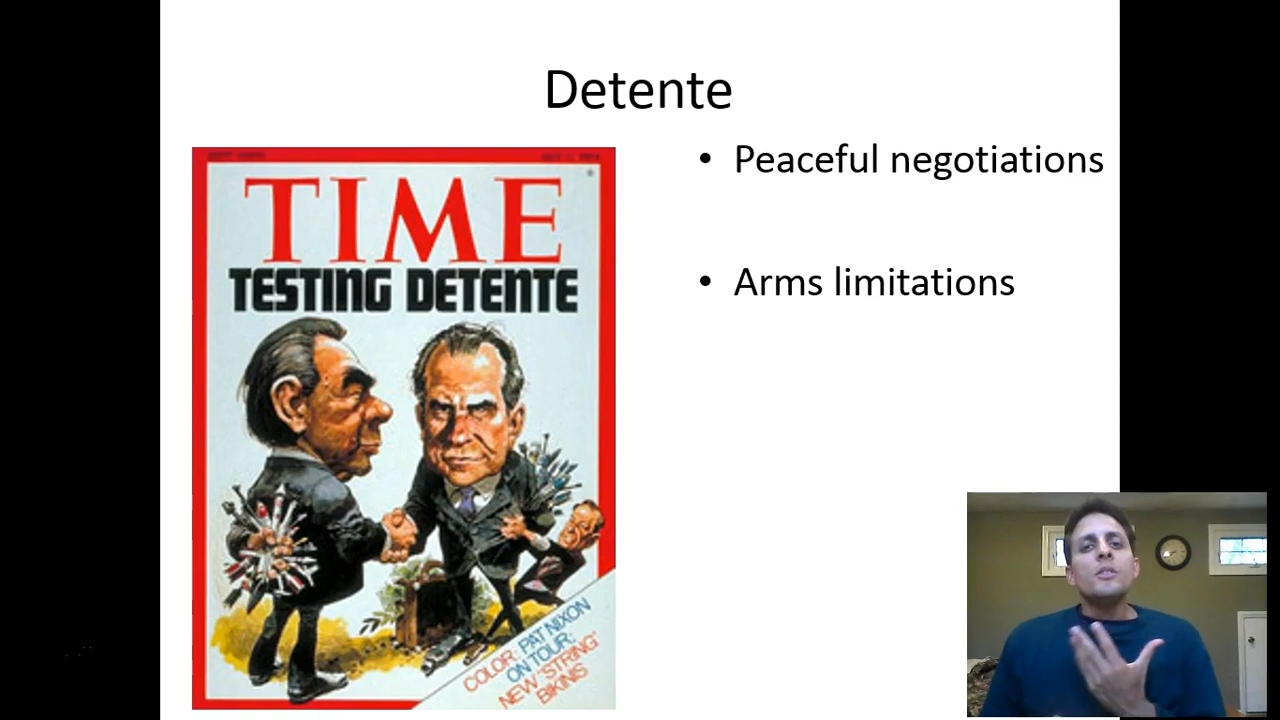 Detente
• Peaceful negotiations
• Arms limitations
TIME
TESTING DETENTE
COLOR: PAT NIXON
ON TOUR;
NEW 'STRING'
BIKINIS